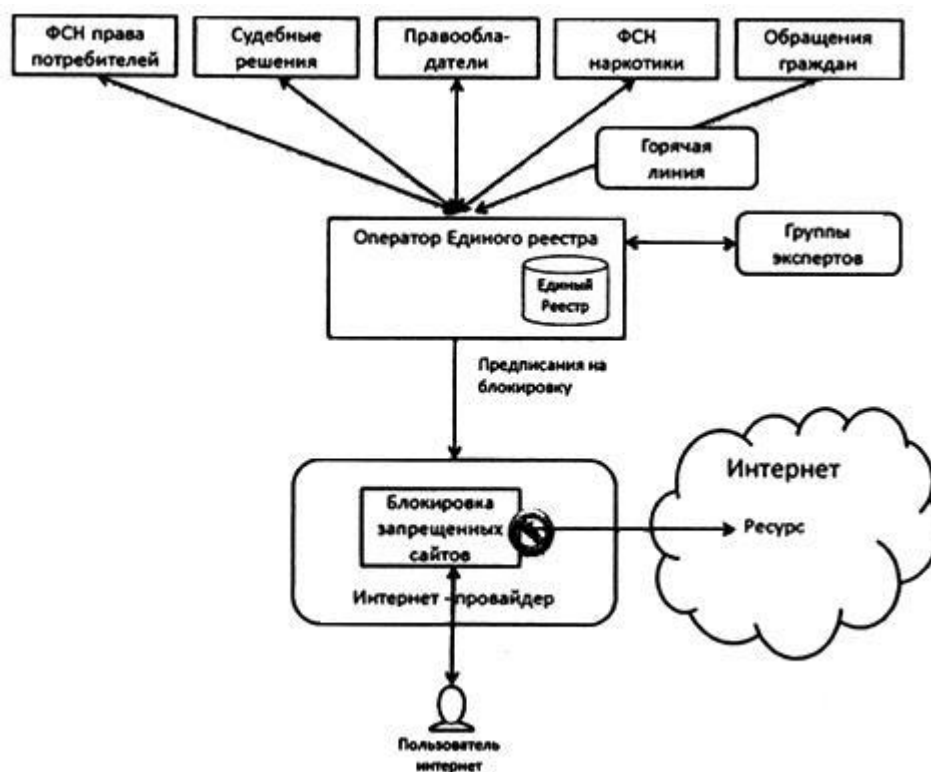 ФСН права
потребителей
Судебные
решения
Правообла-
датели
ФСН
наркотики
Обращения
граждан
Горячая
линия
Оператор Единого реестра
Единый
Реестр
Группы
экспертов
Предписания на
блокировку
Интернет
Ресурс
Блокировка
запрещенных
сайтов
Интернет -провайдер
Пользователь
интернет